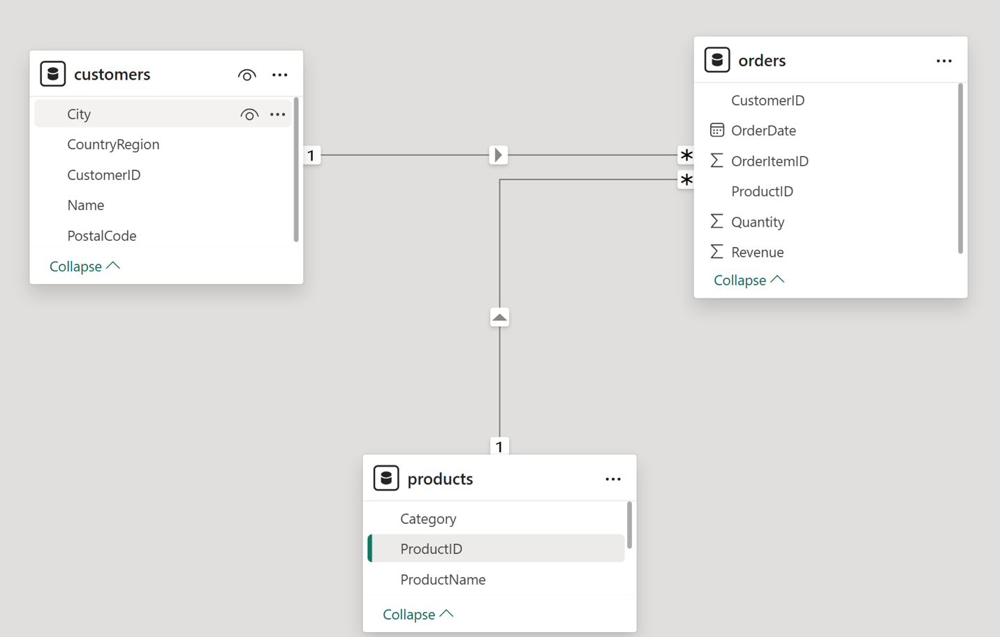 customers
City
CountryRegion
CustomerID
Name
PostalCode
Collapse
1
*
*
orders
CustomerID
OrderDate
OrderItemID
ProductID
Quantity
Revenue
Collapse
1
products
Category
ProductID
ProductName
Collapse